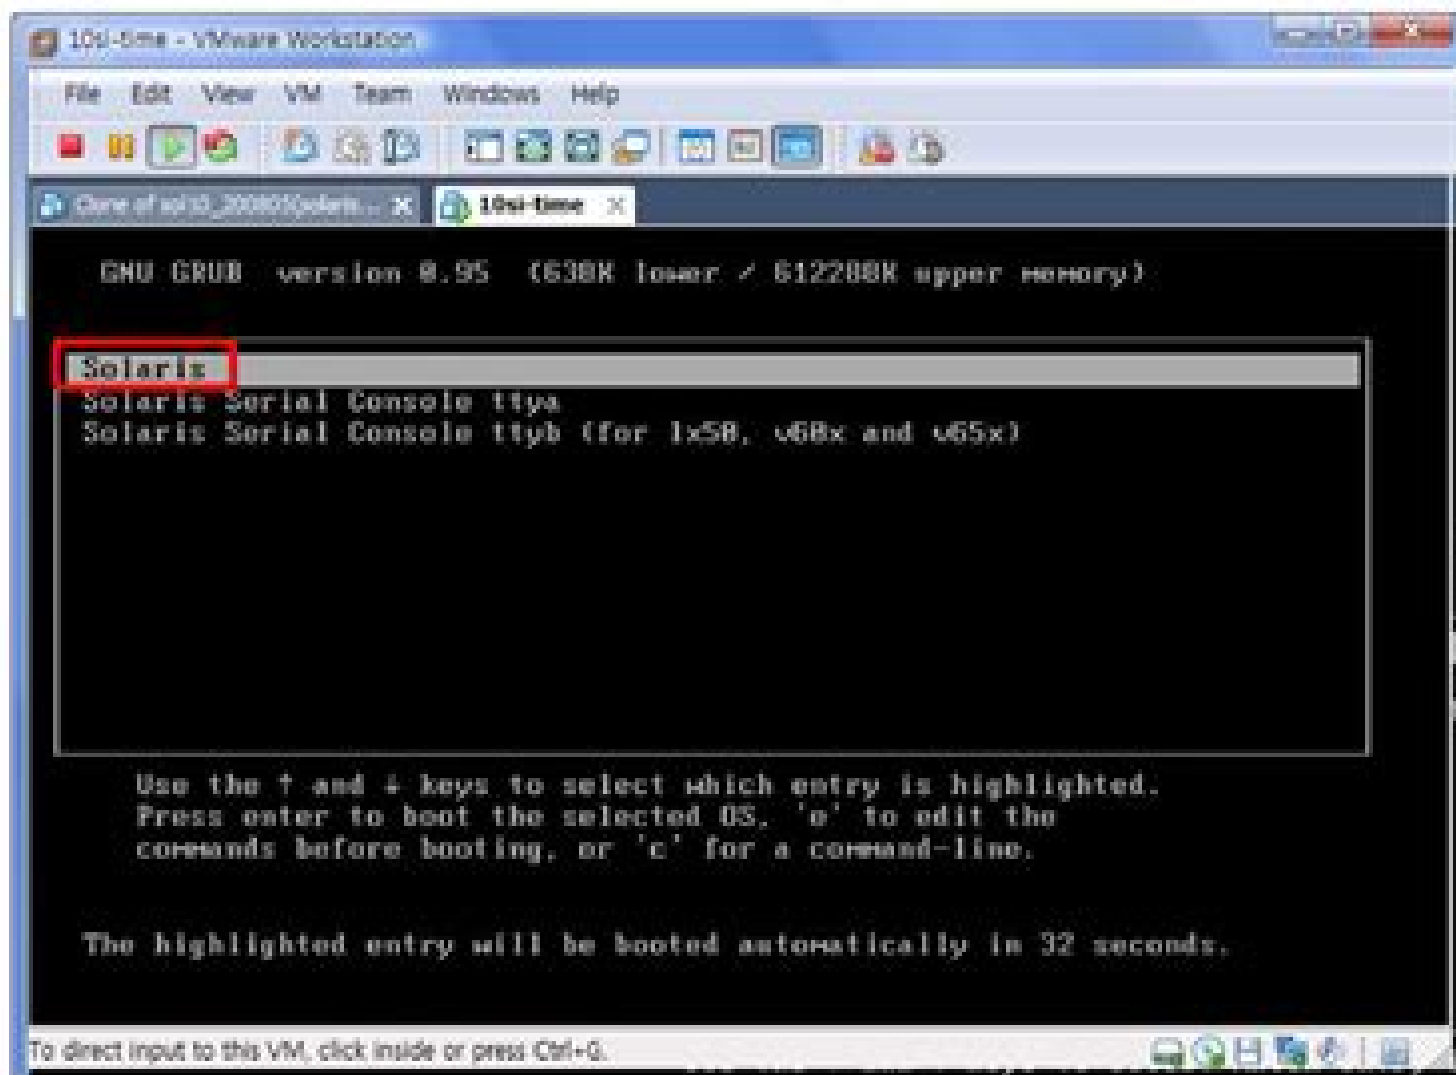 10si-time - VMware Workstation
File Edit View VM Team Windows Help
Clone of 10si-time
GNU GRUB version 0.95 (638K lower / 612288K upper memory)
Solaris
Solaris Serial Console ttya
Solaris Serial Console ttyb (for lx50, v60x and v65x)
Use the ↑ and ↓ keys to select which entry is highlighted.
Press enter to boot the selected OS, 'e' to edit the
commands before booting, or 'c' for a command-line.
The highlighted entry will be booted automatically in 32 seconds.
To direct input to this VM, click inside or press Ctrl+G.